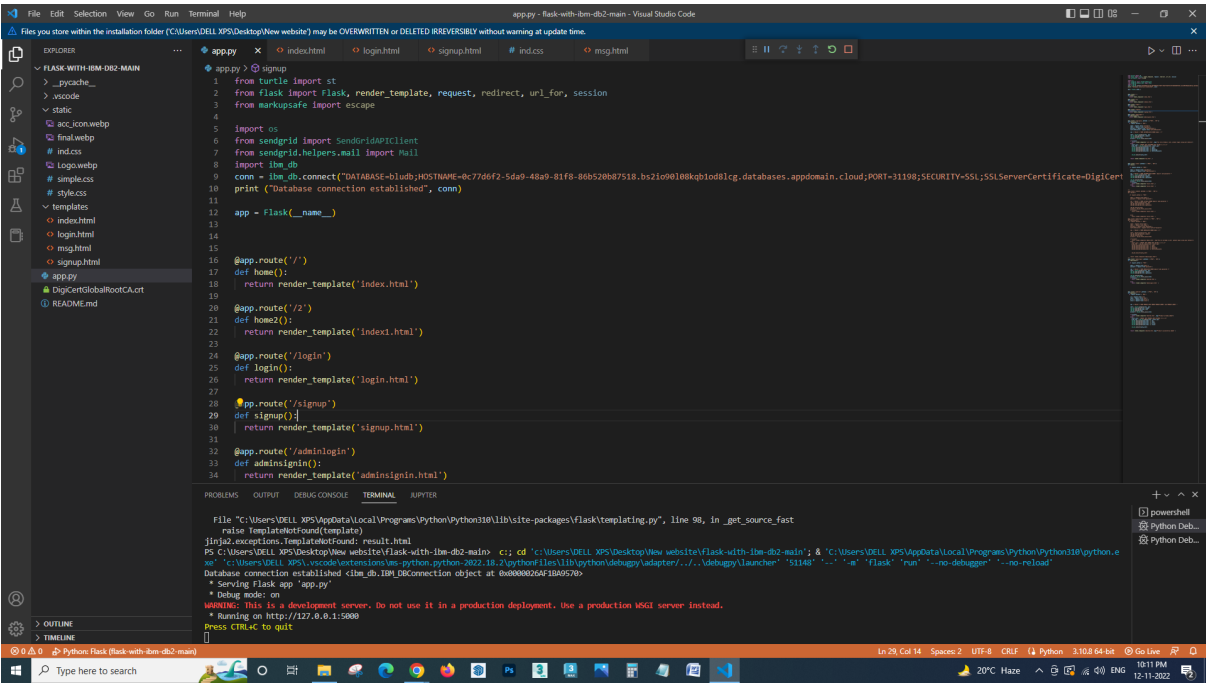 File Edit Selection View Go Run Terminal Help
app.py - flask-with-ibm-db2-main - Visual Studio Code
Files you store within the installation folder ('C:\Users\DELL XPS\Desktop\New website') may be OVERWRITTEN or DELETED IRREVERSIBLY without warning at update time.
EXPLORER
FLASK-WITH-IBM-DB2-MAIN
__pycache__
.vscode
static
acc_icon.webp
final.webp
ind.css
Logo.webp
simple.css
style.css
templates
index.html
login.html
msg.html
signup.html
app.py
DigiCertGlobalRootCA.crt
README.md
OUTLINE
TIMELINE
app.py index.html login.html signup.html ind.css msg.html
app.py > signup
1 from turtle import st
2 from flask import Flask, render_template, request, redirect, url_for, session
3 from markupsafe import escape
4
5 import os
6 from sendgrid import SendGridAPIClient
7 from sendgrid.helpers.mail import Mail
8 import ibm_db
9 conn = ibm_db.connect("DATABASE=bludb;HOSTNAME=0c77d6f2-5da9-48a9-81f8-86b520b87518.bs2io90l08kqb1od8lcg.databases.appdomain.cloud;PORT=31198;SECURITY=SSL;SSLServerCertificate=DigiCert
10 print ("Database connection established", conn)
11
12 app = Flask(__name__)
13
14
15
16 @app.route('/')
17 def home():
18 return render_template('index.html')
19
20 @app.route('/2')
21 def home2():
22 return render_template('index1.html')
23
24 @app.route('/login')
25 def login():
26 return render_template('login.html')
27
28 @app.route('/signup')
29 def signup():
30 return render_template('signup.html')
31
32 @app.route('/adminlogin')
33 def adminsignin():
34 return render_template('adminsignin.html')
PROBLEMS OUTPUT DEBUG CONSOLE TERMINAL JUPYTER
File "C:\Users\DELL XPS\AppData\Local\Programs\Python\Python310\lib\site-packages\flask\templating.py", line 98, in _get_source_fast
raise TemplateNotFound(template)
jinja2.exceptions.TemplateNotFound: result.html
PS C:\Users\DELL XPS\Desktop\New website\flask-with-ibm-db2-main> c:; cd 'c:\Users\DELL XPS\Desktop\New website\flask-with-ibm-db2-main'; & 'C:\Users\DELL XPS\AppData\Local\Programs\Python\Python310\python.e
xe' 'c:\Users\DELL XPS\.vscode\extensions\ms-python.python-2022.18.2\pythonFiles\lib\python\debugpy\adapter/../..\debugpy\launcher' '51148' '--' '-m' 'flask' 'run' '--no-debugger' '--no-reload'
Database connection established <ibm_db.IBM_DBConnection object at 0x0000026AF1BA9570>
* Serving Flask app 'app.py'
* Debug mode: on
WARNING: This is a development server. Do not use it in a production deployment. Use a production WSGI server instead.
* Running on http://127.0.0.1:5000
Press CTRL+C to quit
powershell
Python Deb...
Python Deb...
0 0 Python: Flask (flask-with-ibm-db2-main)
Ln 29, Col 14 Spaces: 2 UTF-8 CRLF Python 3.10.8 64-bit Go Live
Type here to search
20°C Haze
ENG
10:11 PM
12-11-2022